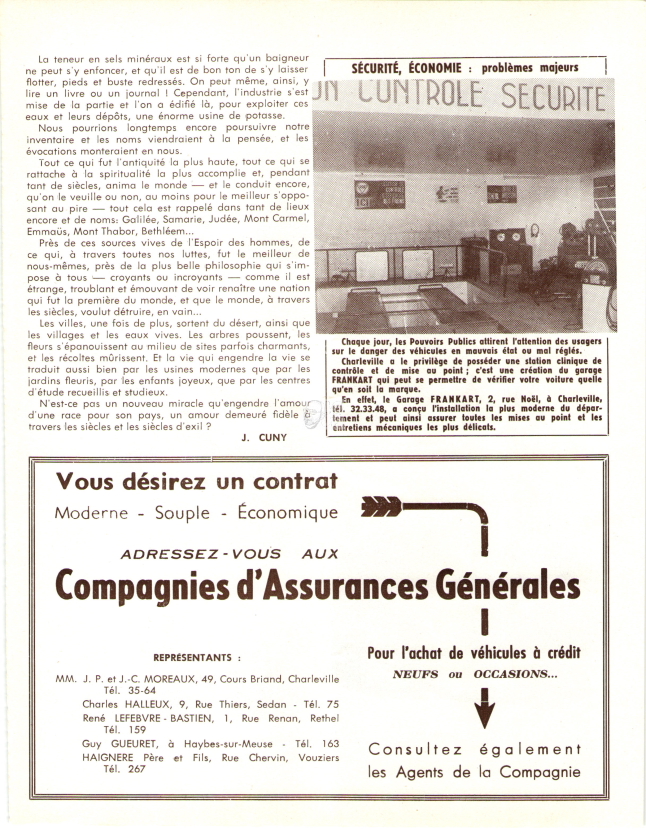 La teneur en sels minéraux est si forte qu'un baigneur
ne peut s'y enfoncer, et qu'il est de bon ton de s'y laisser
flotter, pieds et buste redressés. On peut même, ainsi, y
lire un livre ou un journal ! Cependant, l'industrie s'est
mise de la partie et l'on a édifié là, pour exploiter ces
eaux et leurs dépôts, une énorme usine de potasse.
Nous pourrions longtemps encore poursuivre notre
inventaire et les noms viendraient à la pensée, et les
évocations monteraient en nous.
Tout ce qui fut l'antiquité la plus haute, tout ce qui se
rattache à la spiritualité la plus accomplie et, pendant
tant de siècles, anima le monde — et le conduit encore,
qu'on le veuille ou non, au moins pour le meilleur s'oppo-
sant au pire — tout cela est rappelé dans tant de lieux
encore et de noms: Galilée, Samarie, Judée, Mont Carmel,
Emmaüs, Mont Thabor, Bethléem...
Près de ces sources vives de l'Espoir des hommes, de
ce qui, à travers toutes nos luttes, fut le meilleur de
nous-mêmes, près de la plus belle philosophie qui s'im-
pose à tous — croyants ou incroyants — comme il est
étrange, troublant et émouvant de voir renaître une nation
qui fut la première du monde, et que le monde, à travers
les siècles, voulut détruire, en vain...
Les villes, une fois de plus, sortent du désert, ainsi que
les villages et les eaux vives. Les arbres poussent, les
fleurs s'épanouissent au milieu de sites parfois charmants,
et les récoltes mûrissent. Et la vie qui engendre la vie se
traduit aussi bien par les usines modernes que par les
jardins fleuris, par les enfants joyeux, que par les centres
d'étude recueillis et studieux.
N'est-ce pas un nouveau miracle qu'engendre l'amour
d'une race pour son pays, un amour demeuré fidèle à
travers les siècles et les siècles d'exil ?
J. CUNY
SÉCURITÉ, ÉCONOMIE : problèmes majeurs
UN CONTROLE SECURITE
Chaque jour, les Pouvoirs Publics attirent l'attention des usagers
sur le danger des véhicules en mauvais état ou mal réglés.
Charleville a le privilège de posséder une station clinique de
contrôle et de mise au point ; c'est une création du garage
FRANKART qui peut se permettre de vérifier votre voiture quelle
qu'en soit la marque.
En effet, le Garage FRANKART, 2, rue Noël, à Charleville,
tél. 32.33.48, a conçu l'installation la plus moderne du dépar-
tement et peut ainsi assurer toutes les mises au point et les
entretiens mécaniques les plus délicats.
Vous désirez un contrat
Moderne - Souple - Économique
ADRESSEZ-VOUS AUX
Compagnies d'Assurances Générales
REPRÉSENTANTS :
MM. J. P. et J.-C. MOREAUX, 49, Cours Briand, Charleville
Tél. 35-64
Charles HALLEUX, 9, Rue Thiers, Sedan - Tél. 75
René LEFEBVRE - BASTIEN, 1, Rue Renan, Rethel
Tél. 159
Guy GUEURET, à Haybes-sur-Meuse - Tél. 163
HAIGNERE Père et Fils, Rue Chervin, Vouziers
Tél. 267
Pour l'achat de véhicules à crédit
NEUFS ou OCCASIONS...
Consultez également
les Agents de la Compagnie